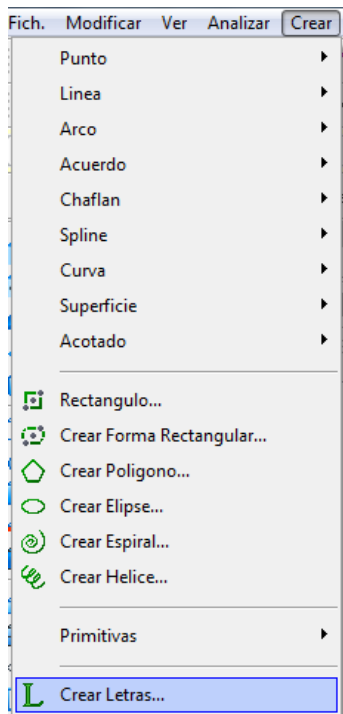 Fich. Modificar Ver Analizar Crear
Punto
Linea
Arco
Acuerdo
Chaflan
Spline
Curva
Superficie
Acotado
Rectangulo...
Crear Forma Rectangular...
Crear Poligono...
Crear Elipse...
Crear Espiral...
Crear Helice...
Primitivas
L Crear Letras...